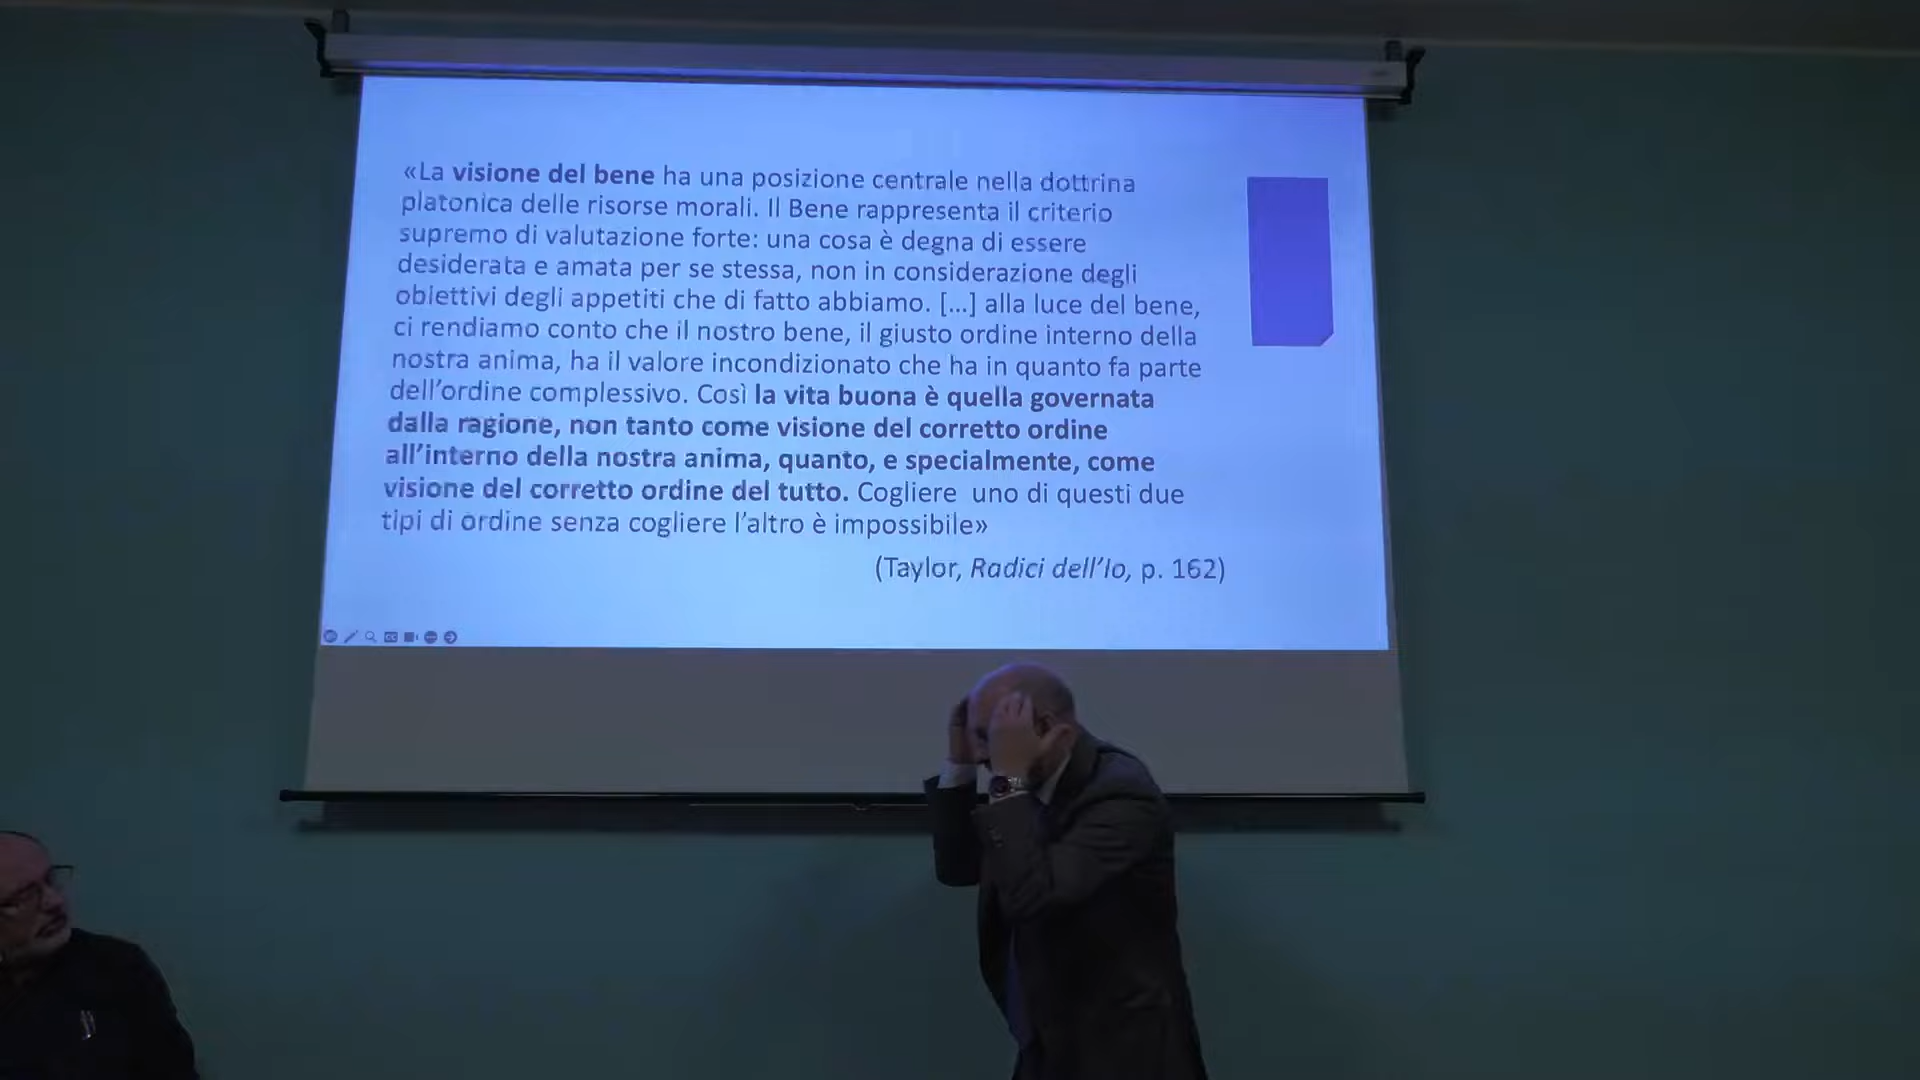 «La visione del bene ha una posizione centrale nella dottrina
platonica delle risorse morali. Il Bene rappresenta il criterio
supremo di valutazione forte: una cosa è degna di essere
desiderata e amata per se stessa, non in considerazione degli
obiettivi degli appetiti che di fatto abbiamo. [...] alla luce del bene,
ci rendiamo conto che il nostro bene, il giusto ordine interno della
nostra anima, ha il valore incondizionato che ha in quanto fa parte
dell'ordine complessivo. Così la vita buona è quella governata
dalla ragione, non tanto come visione del corretto ordine
all'interno della nostra anima, quanto, e specialmente, come
visione del corretto ordine del tutto. Cogliere uno di questi due
tipi di ordine senza cogliere l'altro è impossibile»
(Taylor, Radici dell'Io, p. 162)